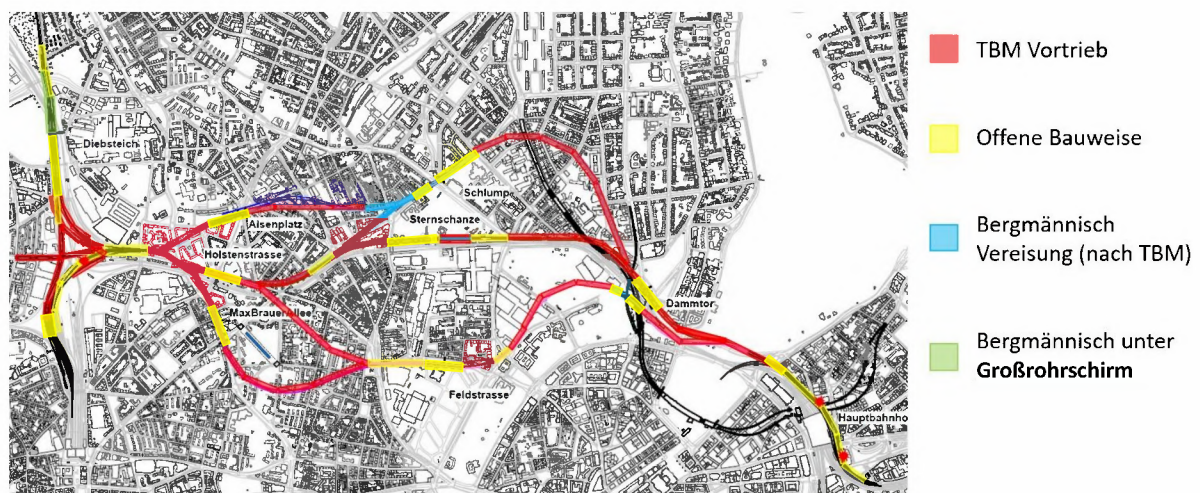 TBM Vortrieb
Diebsteich
Offene Bauweise
Schlump
Sternschanze
Alsenplatz
Bergmännisch
Vereisung (nach TBM)
Holstenstrasse
Dammtor
MaxBrauerAllee
Bergmännisch unter
Großrohrschirm
Feldstrasse
Hauptbahnho